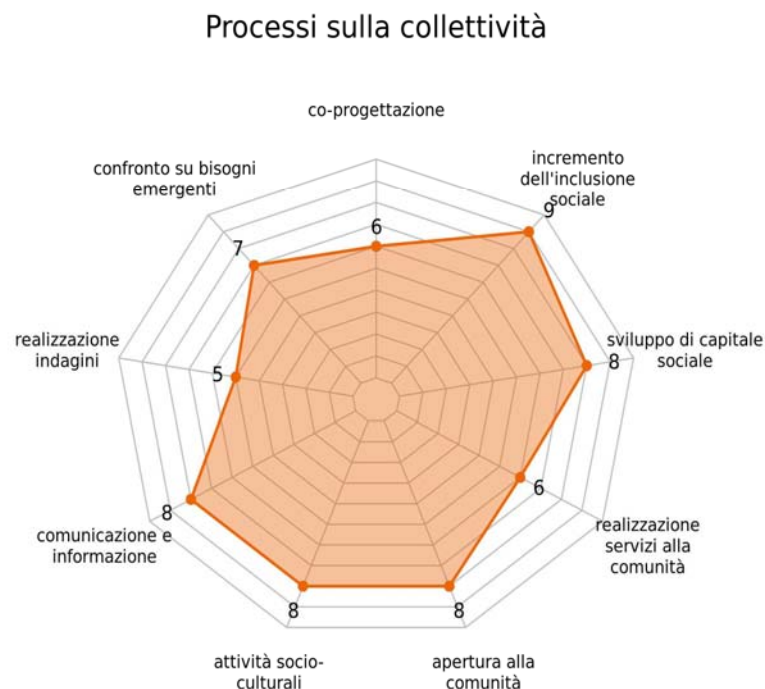 Processi sulla collettività
co-progettazione
incremento
dell'inclusione
sociale
9
sviluppo di capitale
sociale
8
realizzazione
servizi alla
comunità
6
apertura alla
comunità
8
attività socio-
culturali
8
comunicazione e
informazione
8
realizzazione
indagini
5
confronto su bisogni
emergenti
7
6